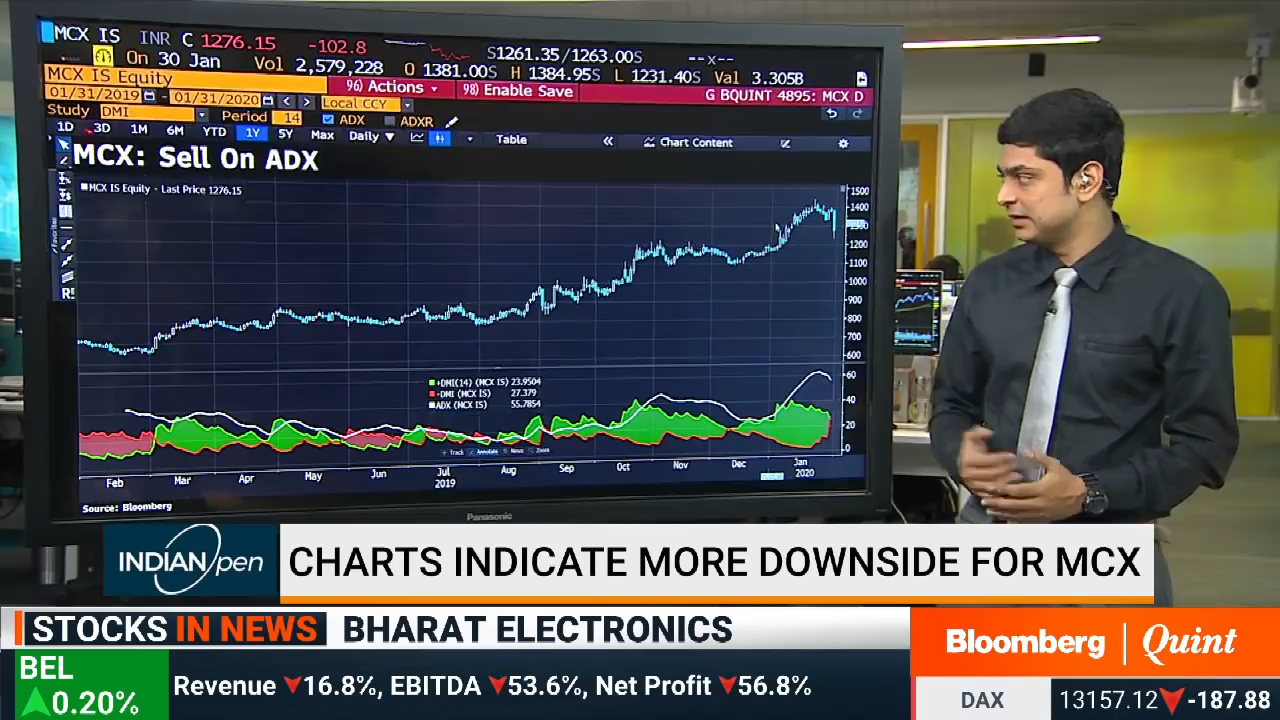 MCX IS INR C 1276.15 -102.8 S1261.35/1263.00S --x--
On 30 Jan Vol 2,579,228 O 1381.00S H 1384.95S L 1231.40S Val 3.305B
MCX IS Equity 96) Actions 98) Enable Save G BQUINT 4895: MCX D
01/31/2019 - 01/31/2020 < > Local CCY
Study DMI Period 14 ADX ADXR
1D 3D 1M 6M YTD 1Y 5Y Max Daily ▼ Table « Chart Content
MCX: Sell On ADX
MCX IS Equity - Last Price 1276.15
1500
1400
1300
1200
1100
1000
900
800
700
600
+DMI(14) (MCX IS) 23.9504
-DMI (MCX IS) 27.379
ADX (MCX IS) 55.7854
60
40
20
0
Track Annotate News Zoom
Feb Mar Apr May Jun Jul Aug Sep Oct Nov Dec Jan
2019 2020
Source: Bloomberg
Panasonic
INDIAN Open
CHARTS INDICATE MORE DOWNSIDE FOR MCX
STOCKS IN NEWS BHARAT ELECTRONICS
BEL
0.20%
Revenue 16.8%, EBITDA 53.6%, Net Profit 56.8%
Bloomberg | Quint
DAX 13157.12 -187.88